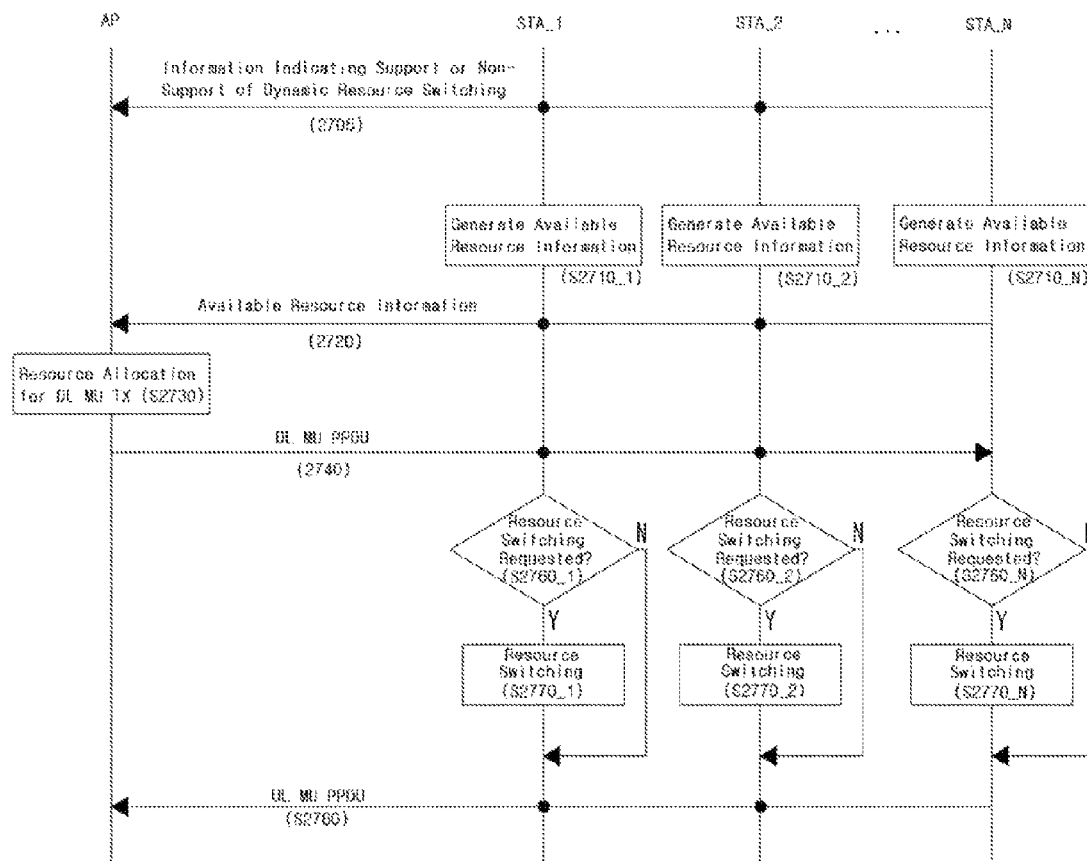 AP
STA_1
STA_2
...
STA_N
Information Indicating Support or Non-
Support of Dynamic Resource Switching
(2705)
Generate Available
Resource Information
(S2710_1)
Generate Available
Resource Information
(S2710_2)
Generate Available
Resource Information
(S2710_N)
Available Resource Information
(2720)
Resource Allocation
for DL MU TX (S2730)
DL MU PPDU
(2740)
Resource
Switching
Requested?
(S2760_1)
N
Resource
Switching
Requested?
(S2760_2)
N
Resource
Switching
Requested?
(S2760_N)
Y
Y
Y
Resource
Switching
(S2770_1)
Resource
Switching
(S2770_2)
Resource
Switching
(S2770_N)
MU PPDU